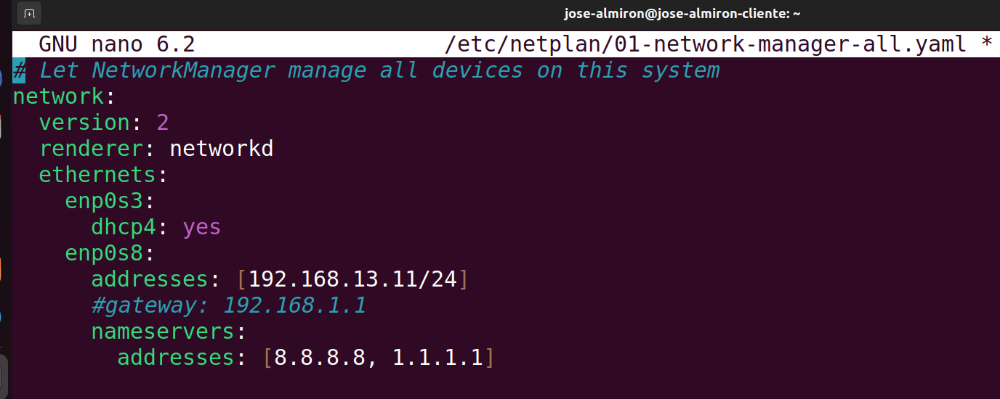 jose-almiron@jose-almiron-cliente: ~
GNU nano 6.2 /etc/netplan/01-network-manager-all.yaml *
# Let NetworkManager manage all devices on this system
network:
  version: 2
  renderer: networkd
  ethernets:
    enp0s3:
      dhcp4: yes
    enp0s8:
      addresses: [192.168.13.11/24]
      #gateway: 192.168.1.1
      nameservers:
        addresses: [8.8.8.8, 1.1.1.1]